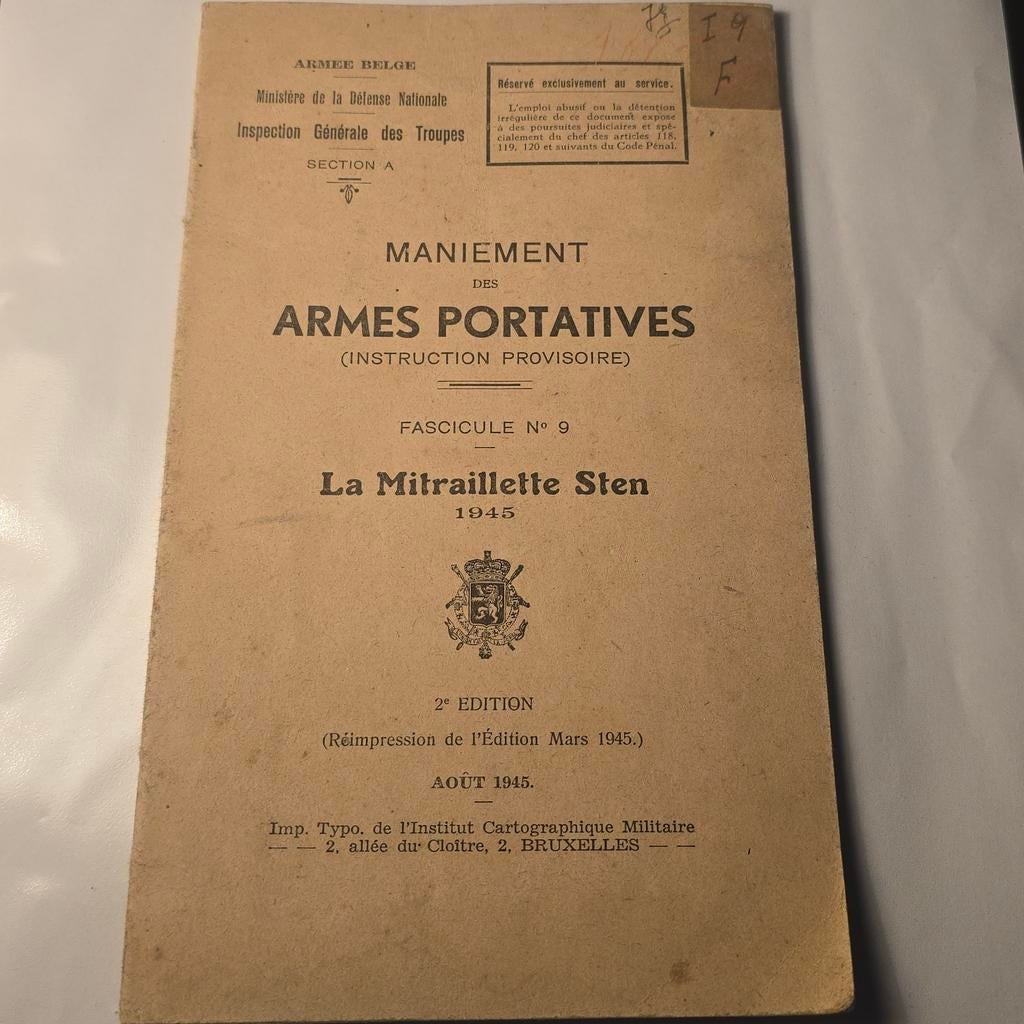 I 9
F
ARMEE BELGE
Ministère de la Défense Nationale
Inspection Générale des Troupes
SECTION A
Réservé exclusivement au service.
L'emploi abusif ou la détention
irrégulière de ce document expose
à des poursuites judiciaires et spé-
cialement du chef des articles 118,
119, 120 et suivants du Code Pénal.
MANIEMENT
DES
ARMES PORTATIVES
(INSTRUCTION PROVISOIRE)
FASCICULE Nº 9
La Mitraillette Sten
1945
2e EDITION
(Réimpression de l'Édition Mars 1945.)
AOÛT 1945.
Imp. Typo. de l'Institut Cartographique Militaire
— — 2, allée du Cloître, 2, BRUXELLES — —